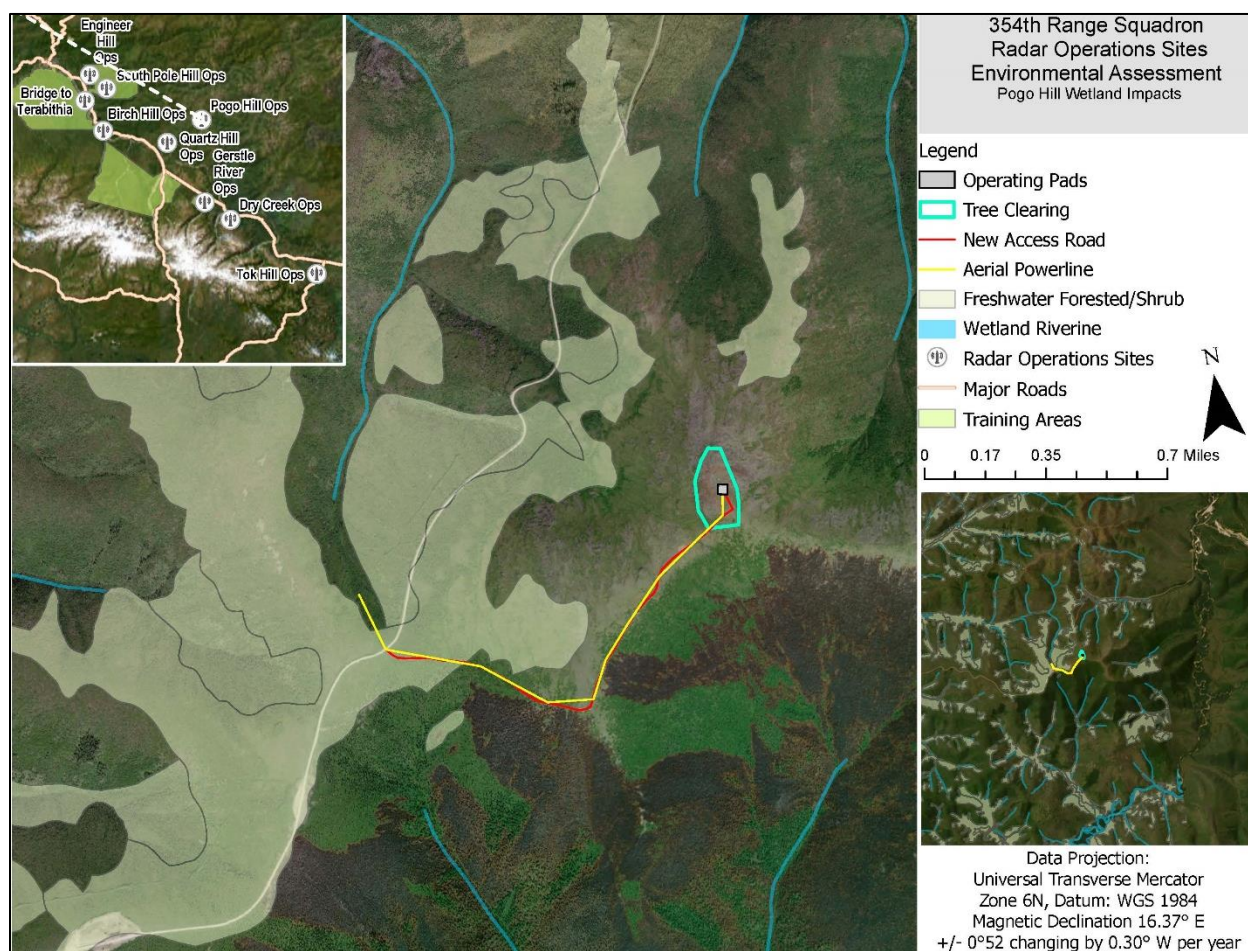 354th Range Squadron
Radar Operations Sites
Environmental Assessment
Pogo Hill Wetland Impacts
Engineer
Hill
Ops
South Pole Hill Ops
Bridge to
Terabithia
Birch Hill Ops
Pogo Hill Ops
Quartz Hill
Ops
Gerstle
River
Ops
Dry Creek Ops
Tok Hill Ops
Legend
Operating Pads
Tree Clearing
New Access Road
Aerial Powerline
Freshwater Forested/Shrub
Wetland Riverine
Radar Operations Sites
Major Roads
Training Areas
N
0 0.17 0.35 0.7 Miles
Data Projection:
Universal Transverse Mercator
Zone 6N, Datum: WGS 1984
Magnetic Declination 16.37° E
+/- 0°52 changing by 0.30° W per year